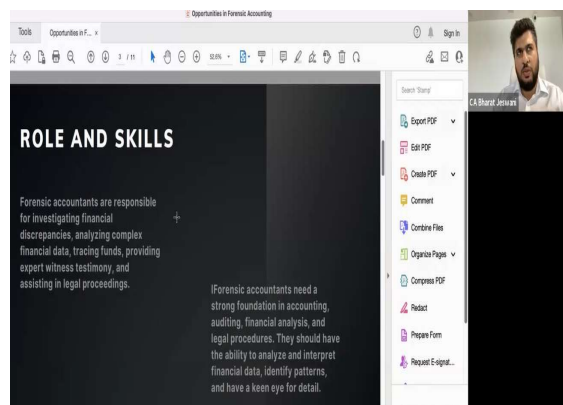 Opportunities in Forensic Accounting
Tools
Opportunities in F... ×
Sign In
3 / 11
Search 'Stamp'
CA Bharat Jeswani
Export PDF
Edit PDF
Create PDF
Comment
Combine Files
Organize Pages
Compress PDF
Redact
Prepare Form
Request E-signat...
ROLE AND SKILLS
Forensic accountants are responsible
for investigating financial
discrepancies, analyzing complex
financial data, tracing funds, providing
expert witness testimony, and
assisting in legal proceedings.
lForensic accountants need a
strong foundation in accounting,
auditing, financial analysis, and
legal procedures. They should have
the ability to analyze and interpret
financial data, identify patterns,
and have a keen eye for detail.